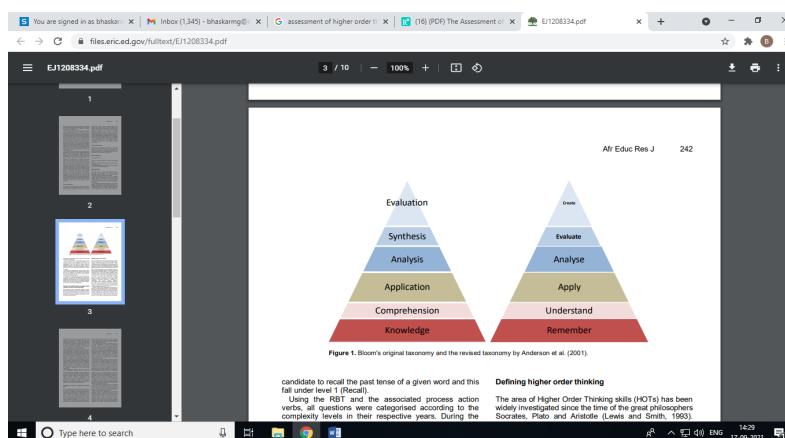 You are signed in as bhaskar
Inbox (1,345) - bhaskarmg@
assessment of higher order t
(16) (PDF) The Assessment of
EJ1208334.pdf
files.eric.ed.gov/fulltext/EJ1208334.pdf
B
EJ1208334.pdf
3 / 10
100%
1
2
3
4
Afr Educ Res J 242
Evaluation
Synthesis
Analysis
Application
Comprehension
Knowledge
Create
Evaluate
Analyse
Apply
Understand
Remember
Figure 1. Bloom's original taxonomy and the revised taxonomy by Anderson et al. (2001).
candidate to recall the past tense of a given word and this
fall under level 1 (Recall).
Using the RBT and the associated process action
verbs, all questions were categorised according to the
complexity levels in their respective years. During the
Defining higher order thinking
The area of Higher Order Thinking skills (HOTs) has been
widely investigated since the time of the great philosophers
Socrates, Plato and Aristotle (Lewis and Smith, 1993).
Type here to search
ENG
14:29
17-09-2021